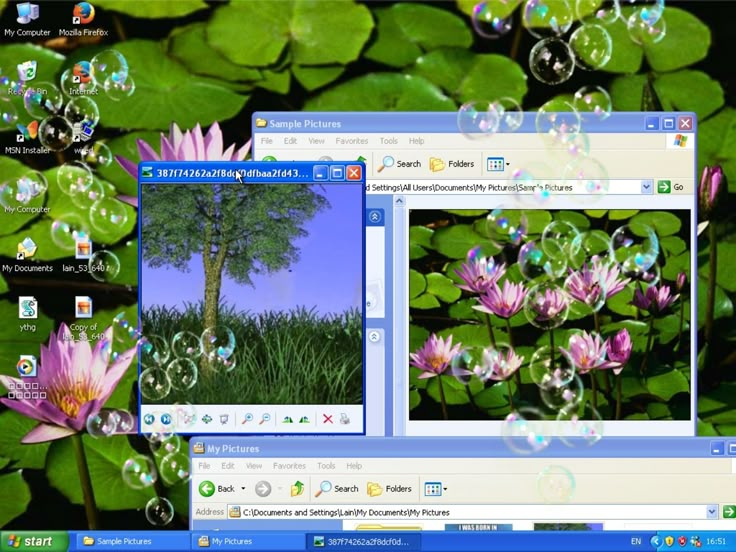 My Computer
Mozilla Firefox
Recycle Bin
Internet
MSN Installer
wired
My Computer
My Documents
lain_53_640
ythg
Copy of
lain_53_640
Sample Pictures
File Edit View Favorites Tools Help
Search Folders
d Settings\All Users\Documents\My Pictures\Sample Pictures
Go
387f74262a2f8dcf0dfbaa2fd43...
My Pictures
File Edit View Favorites Tools Help
Back Search Folders
Address C:\Documents and Settings\Lain\My Documents\My Pictures
I WAS BORN IN
start
Sample Pictures
My Pictures
387f74262a2f8dcf0d...
EN
16:51